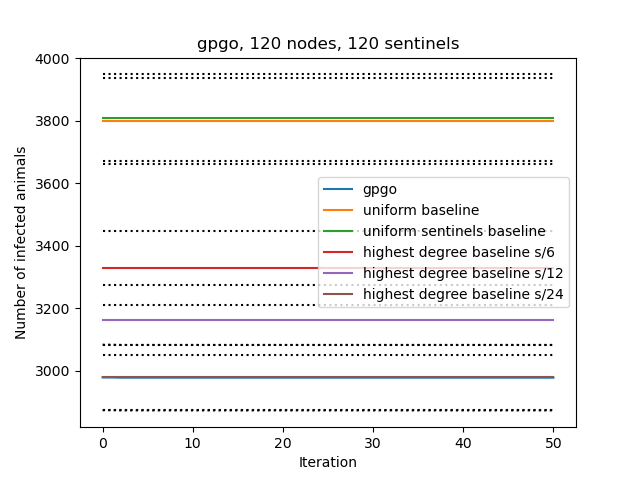 gpgo, 120 nodes, 120 sentinels
4000
3800
3600
3400
3200
3000
Number of infected animals
gpgo
uniform baseline
uniform sentinels baseline
highest degree baseline s/6
highest degree baseline s/12
highest degree baseline s/24
0 10 20 30 40 50
Iteration